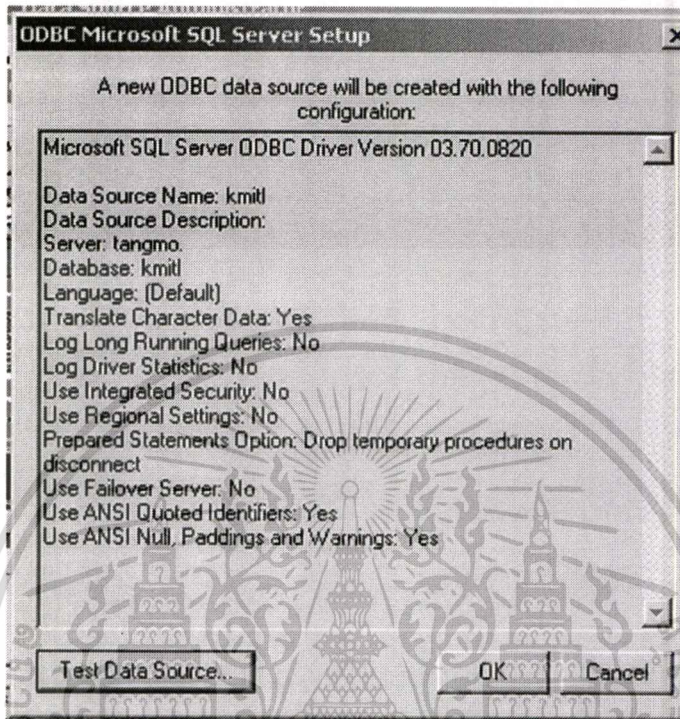 ODBC Microsoft SQL Server Setup
A new ODBC data source will be created with the following
configuration:
Microsoft SQL Server ODBC Driver Version 03.70.0820
Data Source Name: kmitl
Data Source Description:
Server: tangmo.
Database: kmitl
Language: (Default)
Translate Character Data: Yes
Log Long Running Queries: No
Log Driver Statistics: No
Use Integrated Security: No
Use Regional Settings: No
Prepared Statements Option: Drop temporary procedures on
disconnect
Use Failover Server: No
Use ANSI Quoted Identifiers: Yes
Use ANSI Null, Paddings and Warnings: Yes
Test Data Source...
OK
Cancel